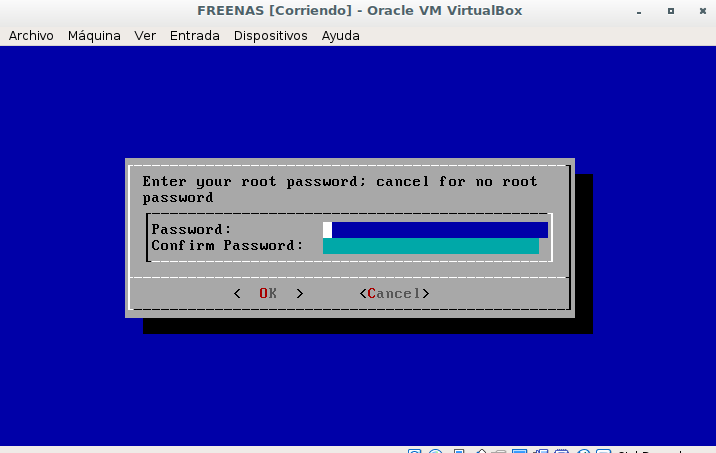 FREENAS [Corriendo] - Oracle VM VirtualBox
Archivo Máquina Ver Entrada Dispositivos Ayuda
Enter your root password; cancel for no root
password
Password:
Confirm Password:
< OK > <Cancel>